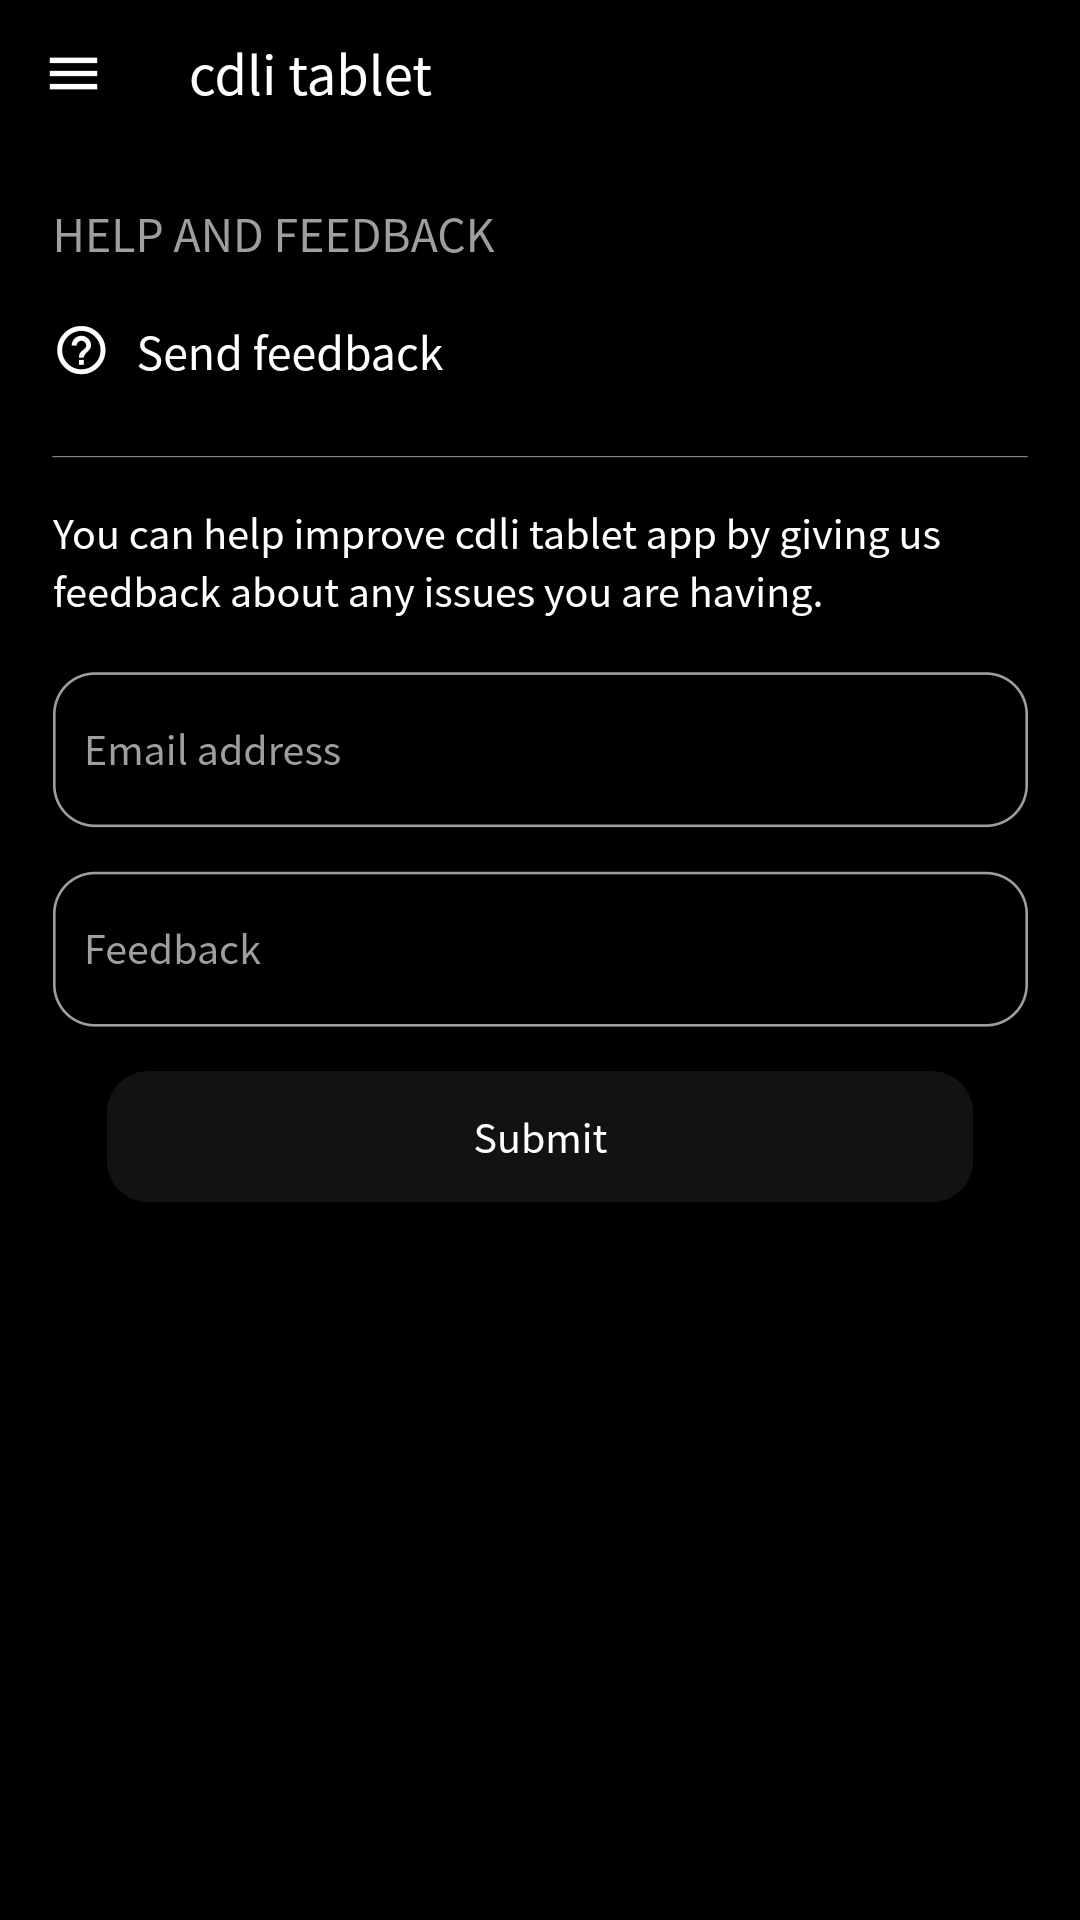 cdli tablet
HELP AND FEEDBACK
Send feedback
You can help improve cdli tablet app by giving us
feedback about any issues you are having.
Email address
Feedback
Submit